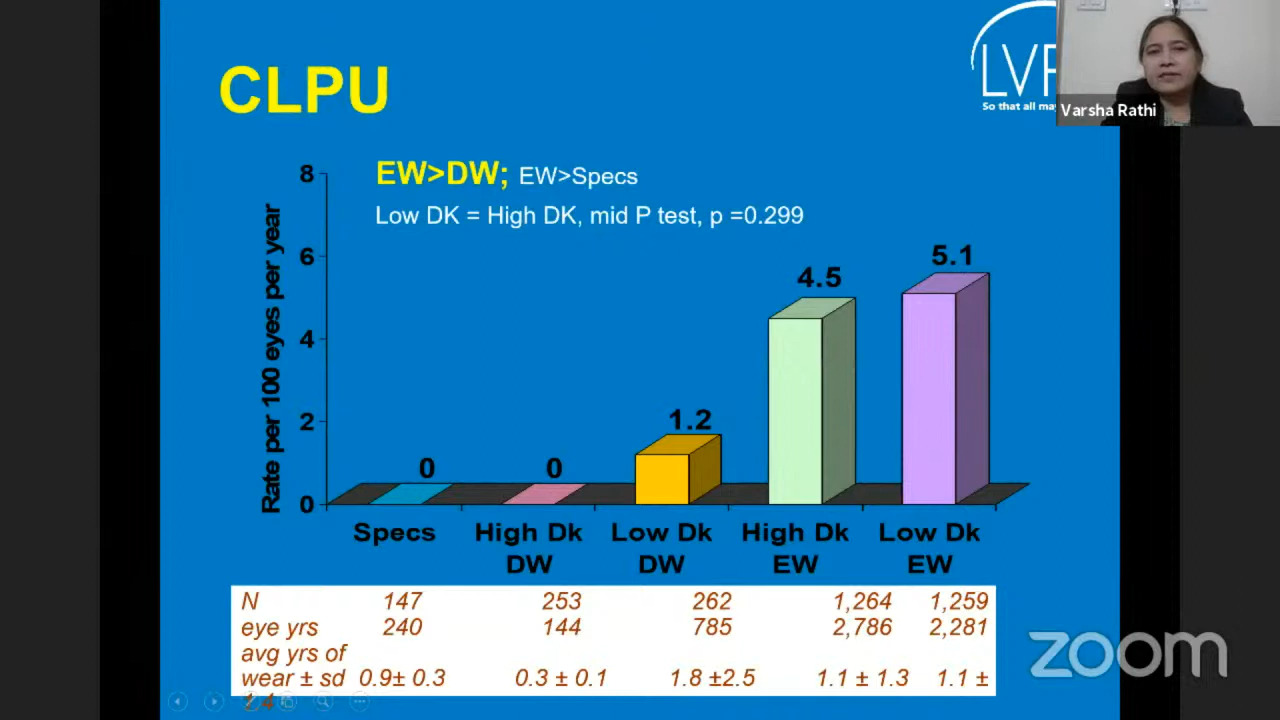 CLPU
LVP
So that all may
Varsha Rathi
EW>DW; EW>Specs
Low DK = High DK, mid P test, p =0.299
Rate per 100 eyes per year
8
6
4
2
0
0
0
1.2
4.5
5.1
Specs High Dk Low Dk High Dk Low Dk
DW DW EW EW
N 147 253 262 1,264 1,259
eye yrs 240 144 785 2,786 2,281
avg yrs of
wear ± sd 0.9± 0.3 0.3 ± 0.1 1.8 ±2.5 1.1 ± 1.3 1.1 ±
1.4
zoom